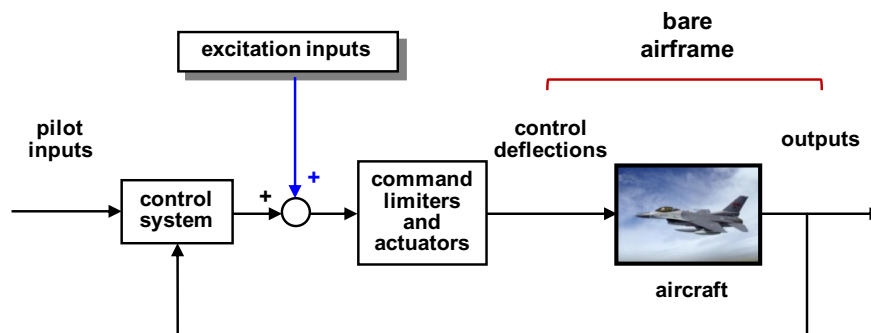 excitation inputs
bare
airframe
pilot
inputs
control
deflections
outputs
control
system
+
+
command
limiters
and
actuators
aircraft